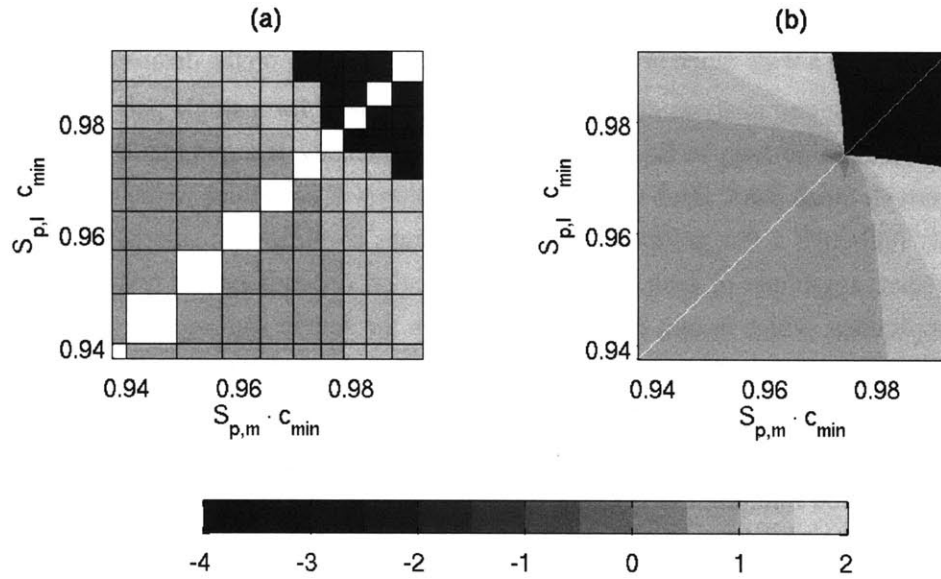 (a)
(b)
0.98
0.96
0.94
S_{p,l} c_{min}
0.94 0.96 0.98
S_{p,m} · c_{min}
0.98
0.96
0.94
S_{p,l} c_{min}
0.94 0.96 0.98
S_{p,m} · c_{min}
-4 -3 -2 -1 0 1 2